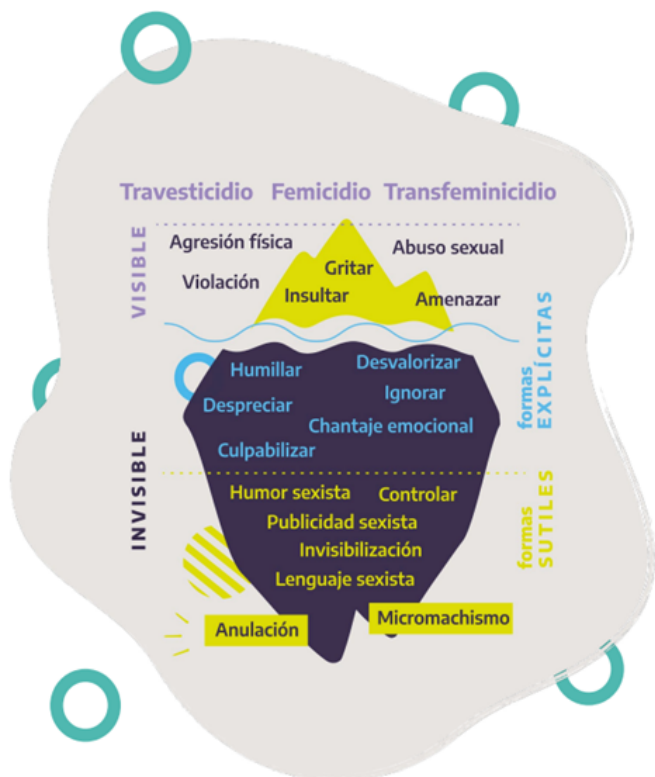 Travesticidio Femicidio Transfeminicidio
VISIBLE
Agresión física
Abuso sexual
Gritar
Violación
Insultar
Amenazar
formas
EXPLÍCITAS
INVISIBLE
Humillar
Desvalorizar
Ignorar
Despreciar
Chantaje emocional
Culpabilizar
formas
SUTILES
Humor sexista
Controlar
Publicidad sexista
Invisibilización
Lenguaje sexista
Anulación
Micromachismo